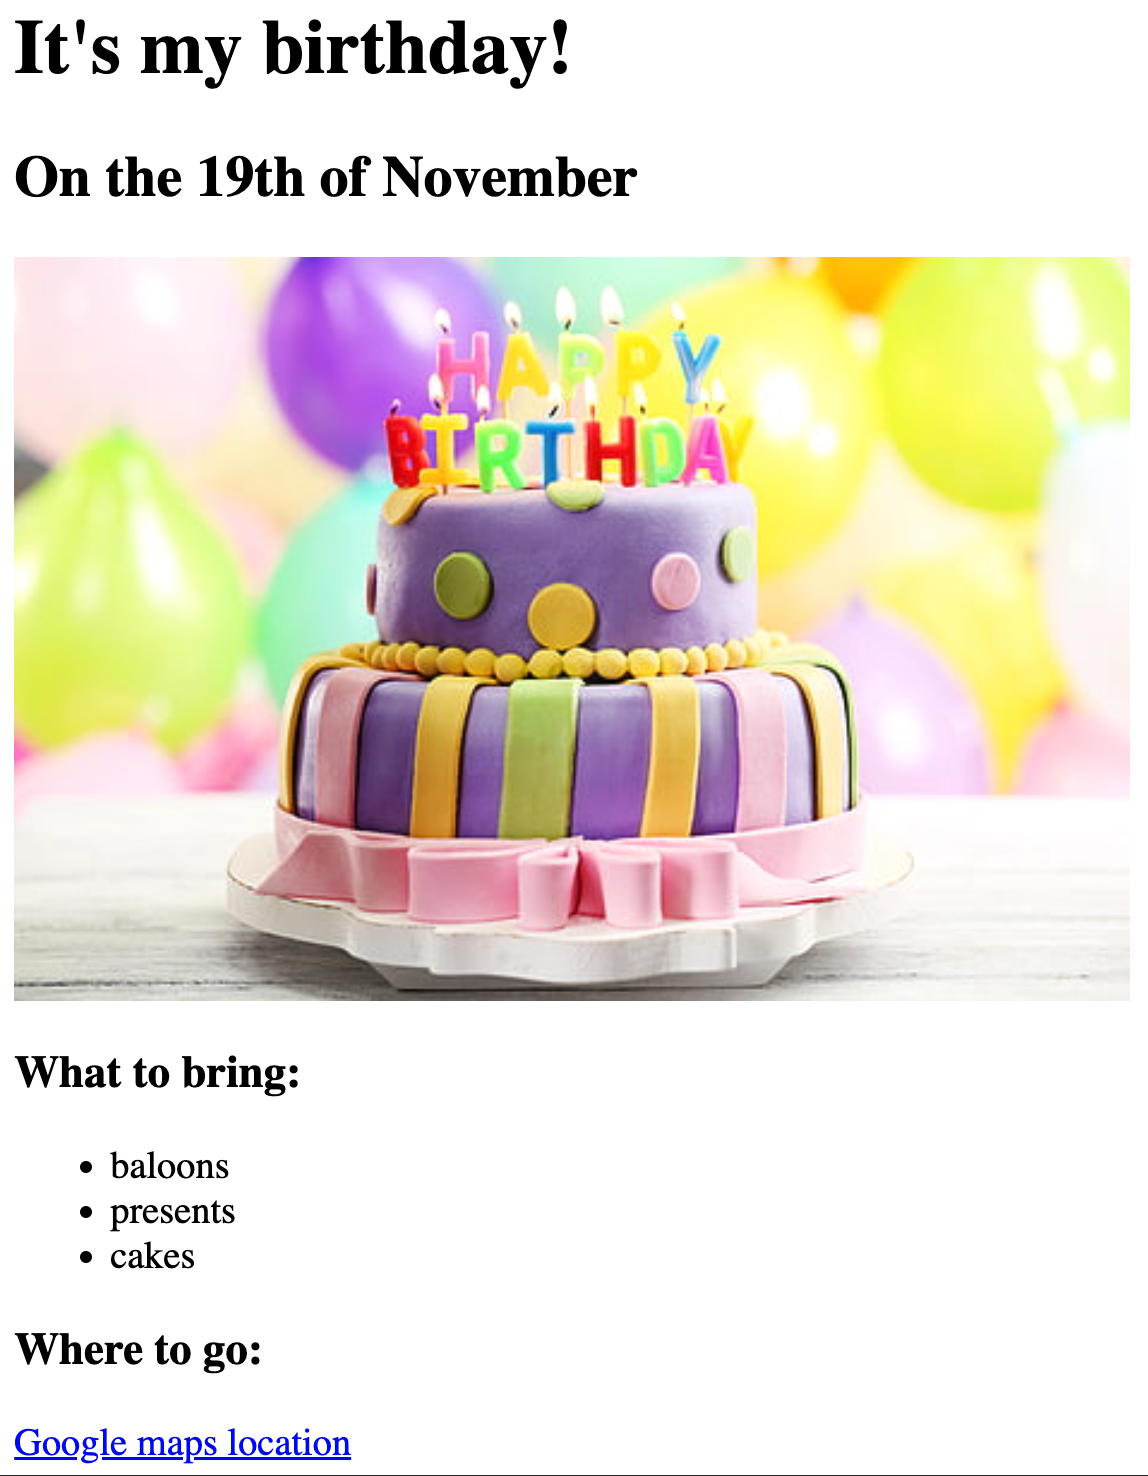 It's my birthday!
On the 19th of November
HAPPY
BIRTHDAY
What to bring:
baloons
presents
cakes
Where to go:
Google maps location